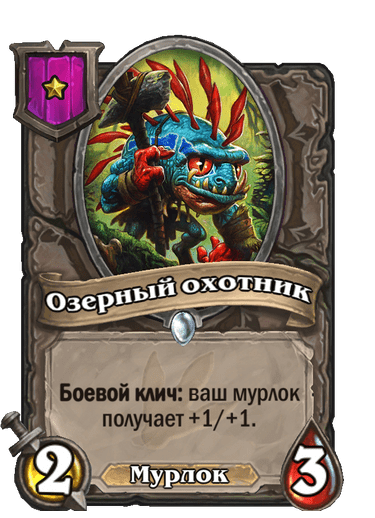 Озерный охотник
Боевой клич: ваш мурлок
получает +1/+1.
2
Мурлок
3